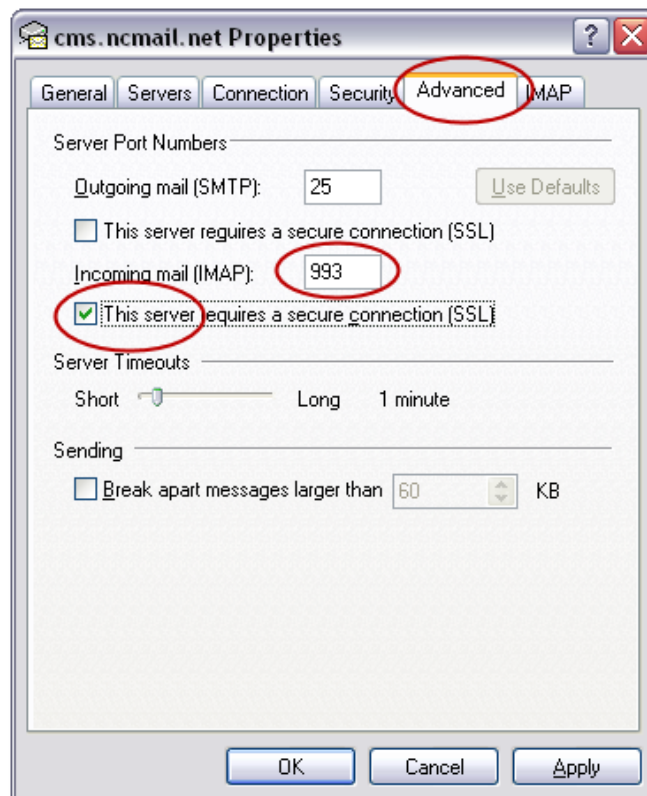 cms.ncmail.net Properties
General Servers Connection Security Advanced IMAP
Server Port Numbers
Outgoing mail (SMTP): 25 Use Defaults
This server requires a secure connection (SSL)
Incoming mail (IMAP): 993
This server requires a secure connection (SSL)
Server Timeouts
Short Long 1 minute
Sending
Break apart messages larger than 60 KB
OK Cancel Apply